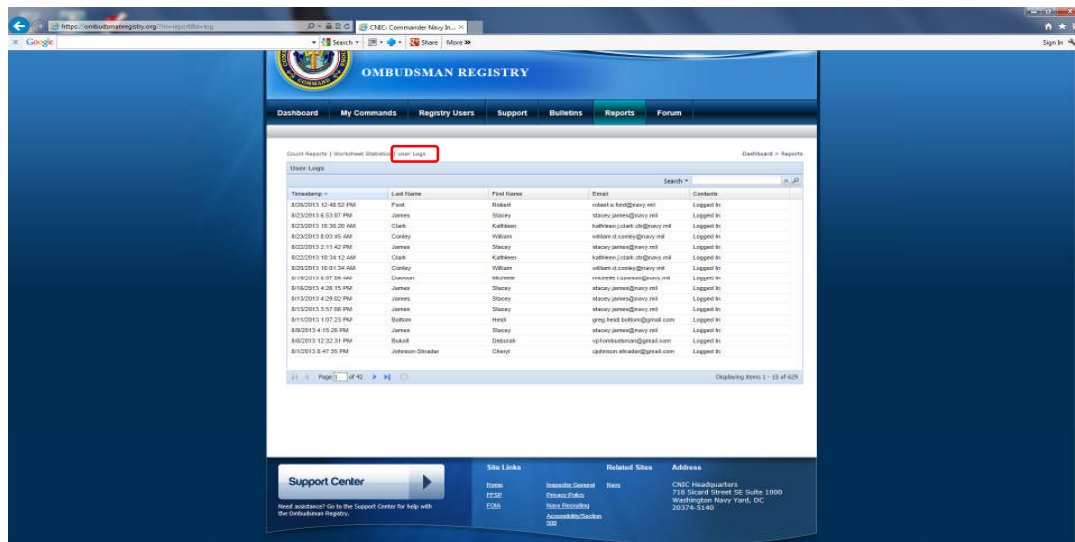 CNIC: Commander Navy In... ×
Google
Search
Share
More »
Sign In
COMMAND
OMBUDSMAN REGISTRY
Dashboard My Commands Registry Users Support Bulletins Reports Forum
Count Reports | Worksheet Statistics | User Logs
Dashboard > Reports
User Logs
Search
Timestamp Last Name First Name Email Contents
8/26/2013 12:48:52 PM Ford Robert robert.e.ford@navy.mil Logged In
8/23/2013 6:53:07 PM James Stacey stacey.james@navy.mil Logged In
8/23/2013 10:36:20 AM Clark Kathleen kathleen.j.clark.ctr@navy.mil Logged In
8/23/2013 8:03:45 AM Conley William william.d.conley@navy.mil Logged In
8/22/2013 2:11:42 PM James Stacey stacey.james@navy.mil Logged In
8/22/2013 10:34:12 AM Clark Kathleen kathleen.j.clark.ctr@navy.mil Logged In
8/20/2013 10:01:34 AM Conley William william.d.conley@navy.mil Logged In
Dawson Michelle Logged In
8/16/2013 4:26:15 PM James Stacey stacey.james@navy.mil Logged In
8/13/2013 4:29:02 PM James Stacey stacey.james@navy.mil Logged In
8/13/2013 3:57:06 PM James Stacey stacey.james@navy.mil Logged In
8/11/2013 1:07:23 PM Bottom Heidi greg.heidi.bottom@gmail.com Logged In
8/9/2013 4:15:26 PM James Stacey stacey.james@navy.mil Logged In
8/8/2013 12:32:31 PM Deborah vp1ombudsman@gmail.com Logged In
8/1/2013 8:47:35 PM Johnson-Shrader Cheryl cjohnson.shrader@gmail.com Logged In
Page 1 of 42
Displaying items 1 - 15 of 629
Support Center
Need assistance? Go to the Support Center for help with
the Ombudsman Registry.
Site Links
Home
FFSP
FOIA
Inspector General
Privacy Policy
Navy Recruiting
Accessibility/Section
508
Related Sites
Navy
Address
CNIC Headquarters
716 Sicard Street SE Suite 1000
Washington Navy Yard, DC
20374-5140